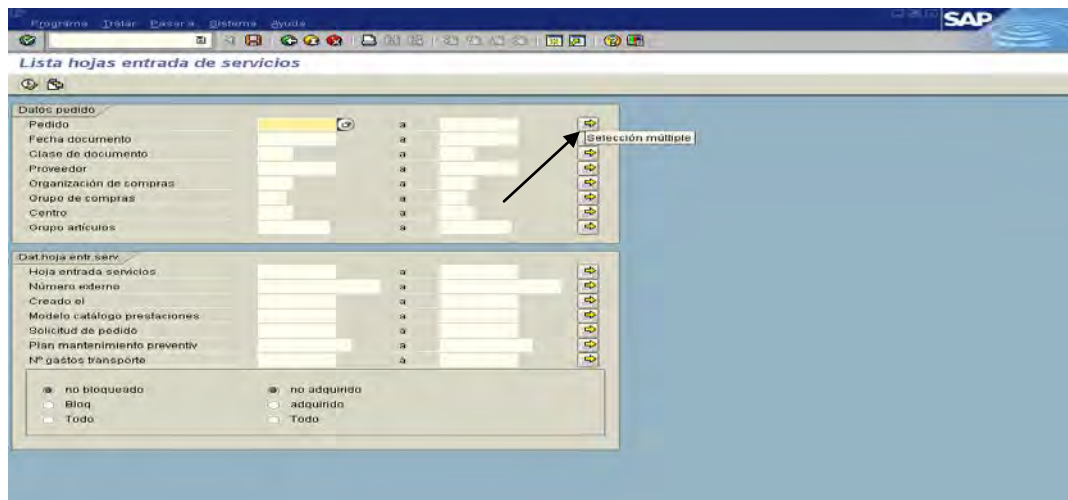 Programa Tratar Pasar a Sistema Ayuda
SAP
Lista hojas entrada de servicios
Datos pedido
Pedido a
Selección múltiple
Fecha documento a
Clase de documento a
Proveedor a
Organización de compras a
Grupo de compras a
Centro a
Grupo artículos a
Dat.hoja entr.serv.
Hoja entrada servicios a
Número externo a
Creado el a
Modelo catálogo prestaciones a
Solicitud de pedido a
Plan mantenimiento preventiv a
Nº gastos transporte a
no bloqueado no adquirido
Bloq adquirido
Todo Todo